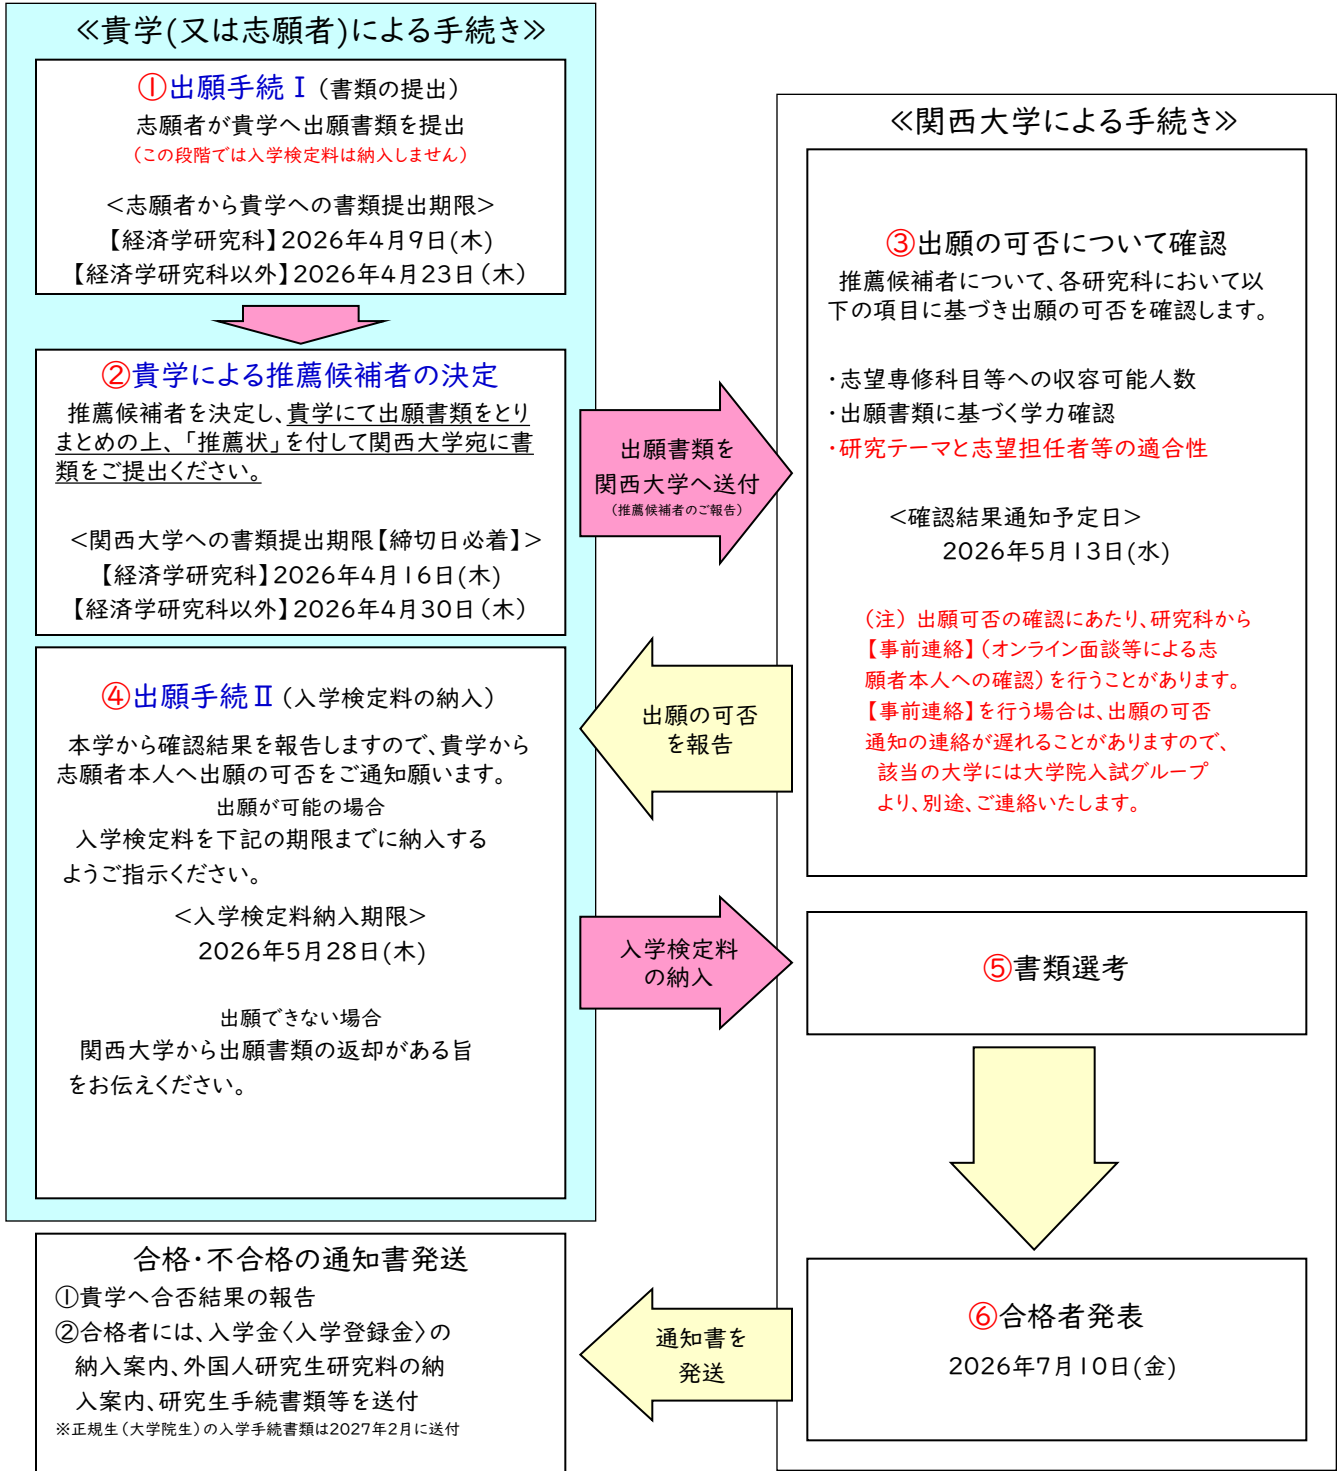 ≪貴学(又は志願者)による手続き≫
①出願手続Ⅰ（書類の提出）
志願者が貴学へ出願書類を提出
（この段階では入学検定料は納入しません）
＜志願者から貴学への書類提出期限＞
【経済学研究科】2026年4月9日(木)
【経済学研究科以外】2026年4月23日（木）
②貴学による推薦候補者の決定
推薦候補者を決定し、貴学にて出願書類をとり
まとめの上、「推薦状」を付して関西大学宛に書
類をご提出ください。
＜関西大学への書類提出期限【締切日必着】＞
【経済学研究科】2026年4月16日(木)
【経済学研究科以外】2026年4月30日（木）
出願書類を
関西大学へ送付
（推薦候補者のご報告）
≪関西大学による手続き≫
③出願の可否について確認
推薦候補者について、各研究科において以
下の項目に基づき出願の可否を確認します。
・志望専修科目等への収容可能人数
・出願書類に基づく学力確認
・研究テーマと志望担任者等の適合性
＜確認結果通知予定日＞
2026年5月13日(水)
（注）出願可否の確認にあたり、研究科から
【事前連絡】（オンライン面談等による志
願者本人への確認）を行うことがあります。
【事前連絡】を行う場合は、出願の可否
通知の連絡が遅れることがありますので、
該当の大学には大学院入試グループ
より、別途、ご連絡いたします。
出願の可否
を報告
④出願手続Ⅱ（入学検定料の納入）
本学から確認結果を報告しますので、貴学から
志願者本人へ出願の可否をご通知願います。
出願が可能の場合
入学検定料を下記の期限までに納入する
ようご指示ください。
＜入学検定料納入期限＞
2026年5月28日(木)
出願できない場合
関西大学から出願書類の返却がある旨
をお伝えください。
入学検定料
の納入
⑤書類選考
⑥合格者発表
2026年7月10日(金)
通知書を
発送
合格・不合格の通知書発送
①貴学へ合否結果の報告
②合格者には、入学金〈入学登録金〉の
納入案内、外国人研究生研究料の納
入案内、研究生手続書類等を送付
※正規生（大学院生）の入学手続書類は2027年2月に送付